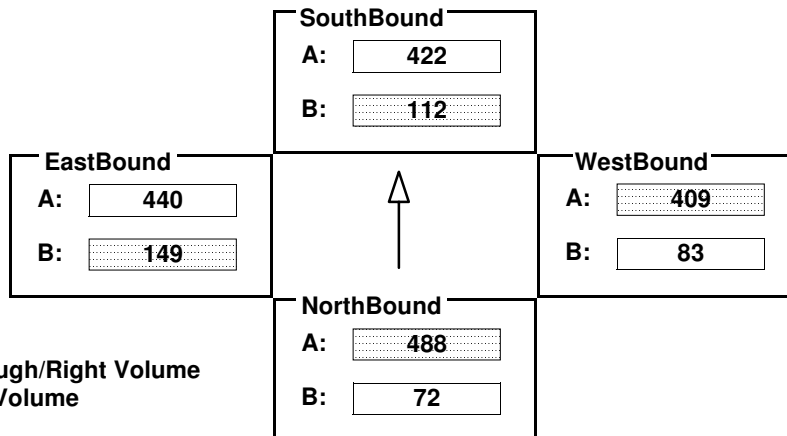 SouthBound
A: 422
B: 112
EastBound
A: 440
B: 149
WestBound
A: 409
B: 83
NorthBound
A: 488
B: 72
ugh/Right Volume
Volume